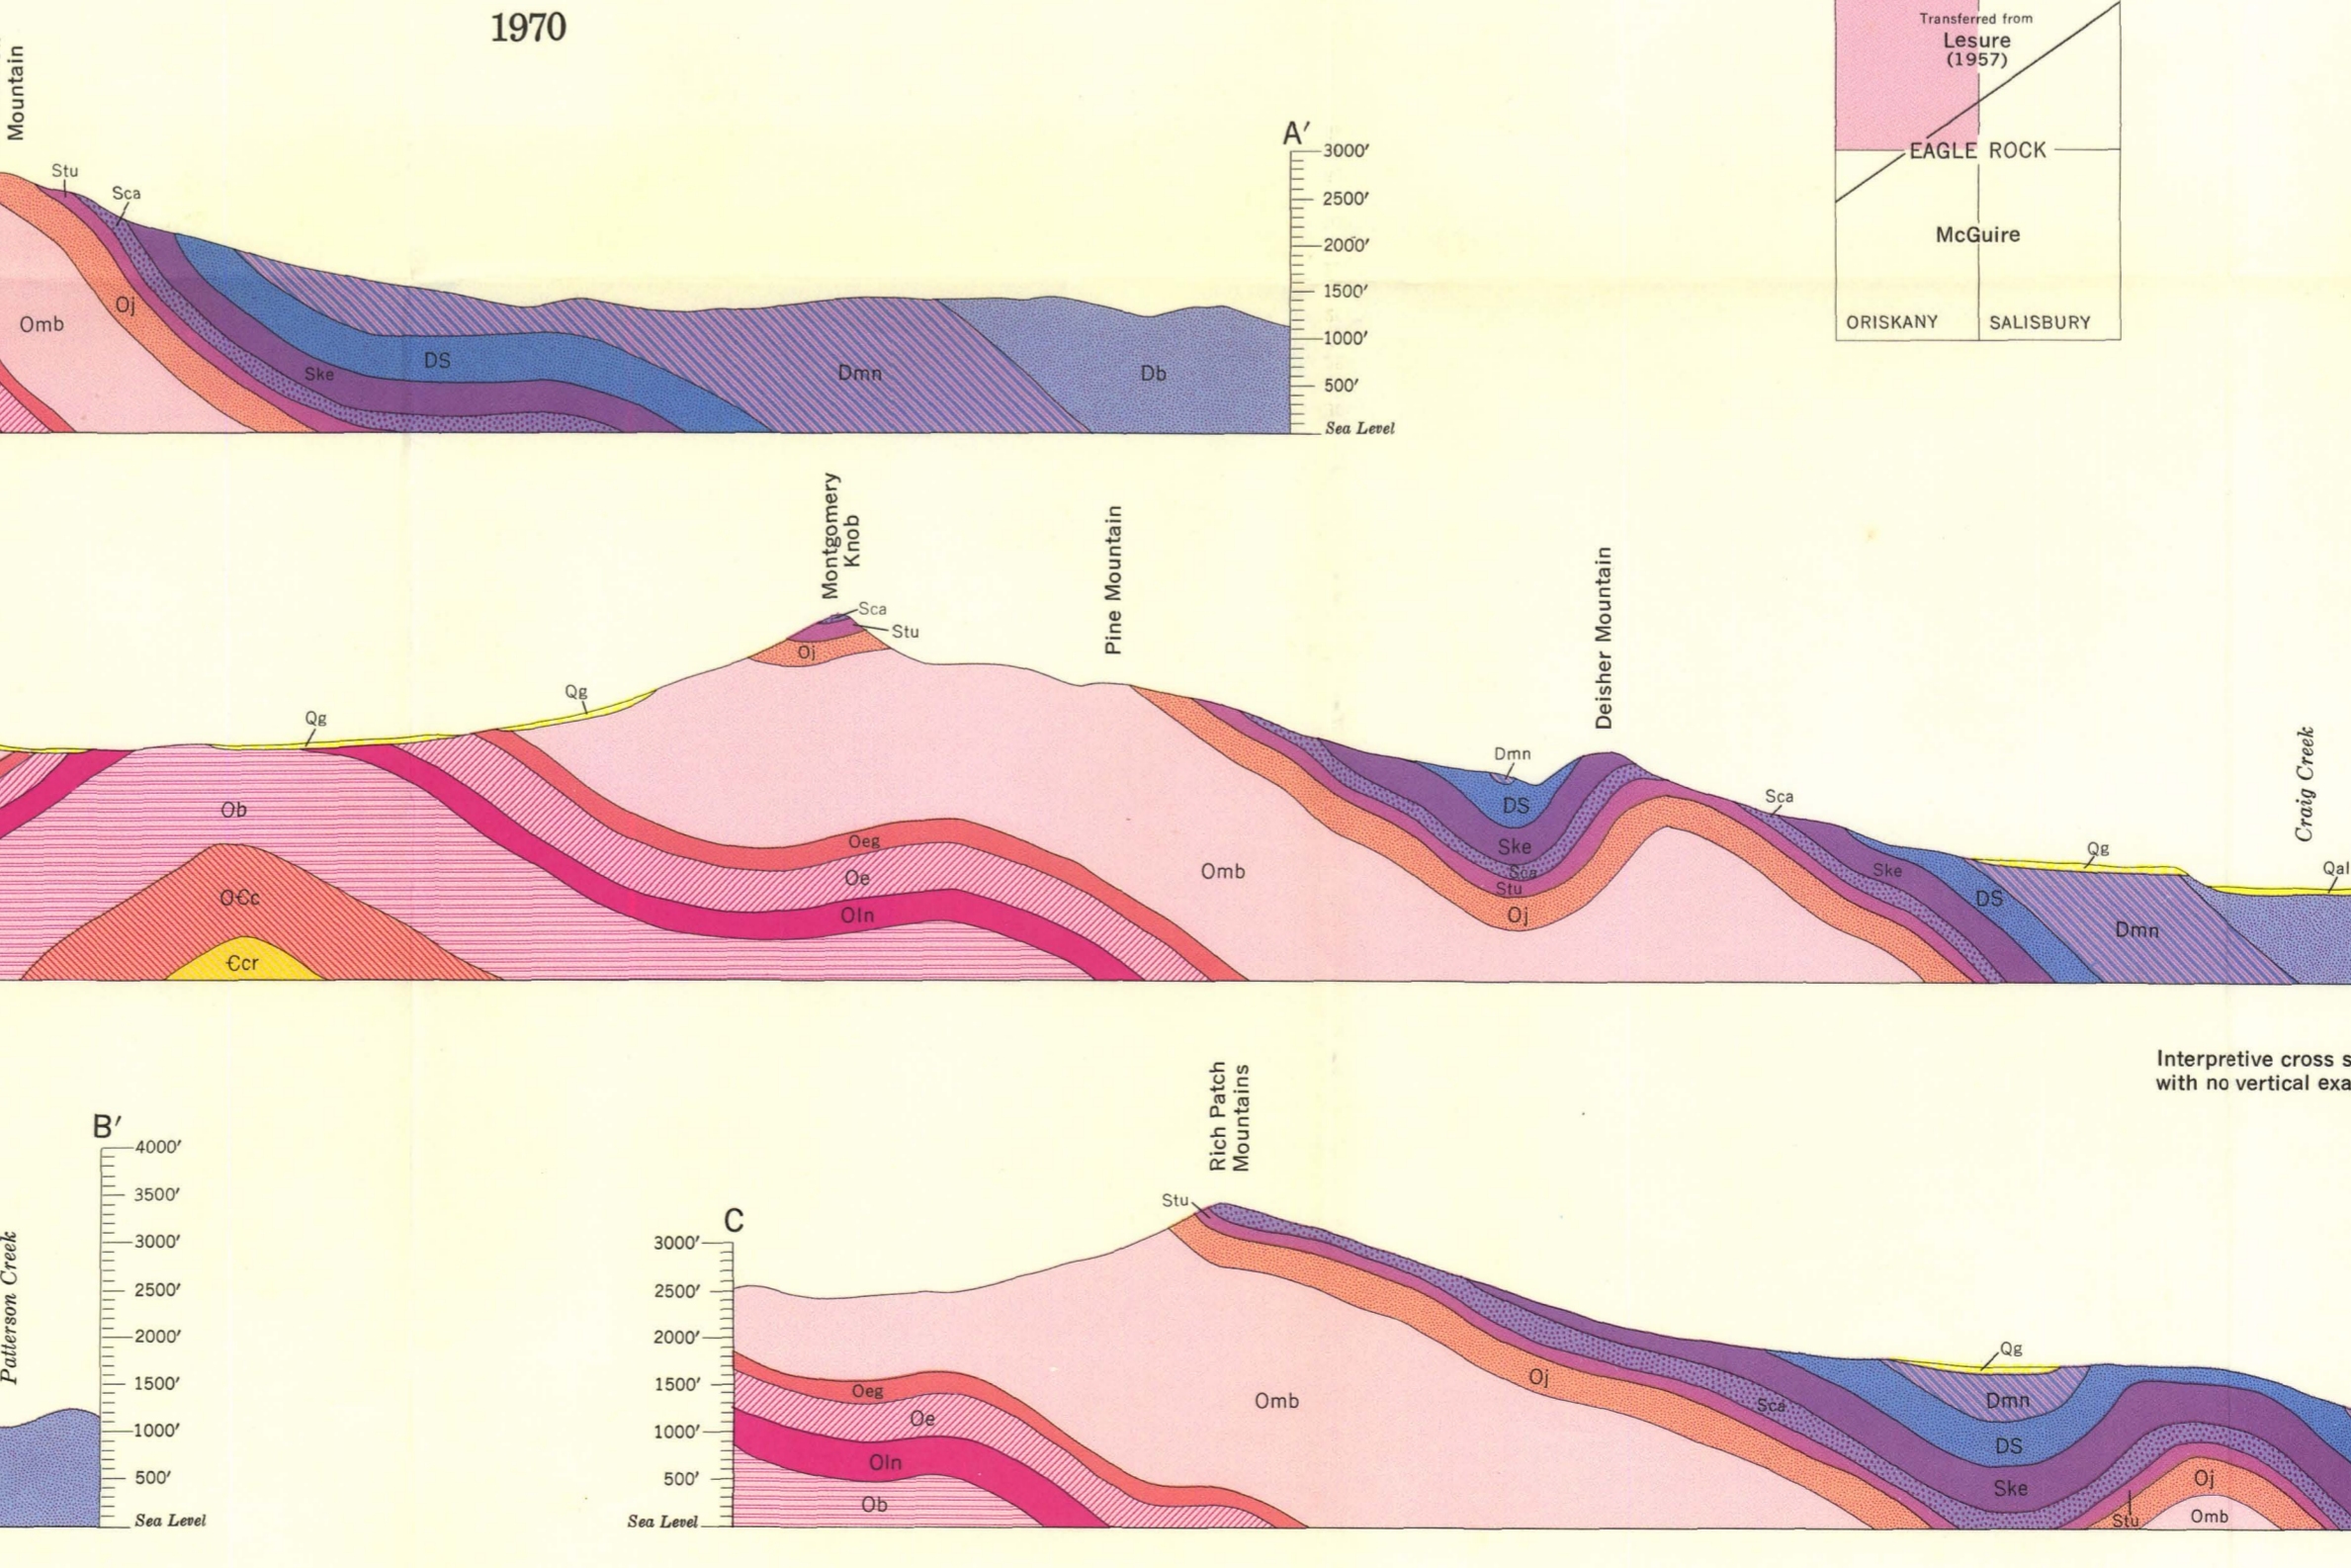 1970
Mountain
Stu
Sca
Omb
Oj
Ske
DS
Dmn
Db
A′
3000′
2500′
2000′
1500′
1000′
500′
Sea Level
Transferred from
Lesure
(1957)
EAGLE ROCK
McGuire
ORISKANY
SALISBURY
Montgomery
Knob
Pine Mountain
Deisher Mountain
Craig Creek
Sca
Stu
Oj
Qg
Qg
Ob
O€c
€cr
Oeg
Oe
Oln
Omb
Dmn
DS
Ske
Sca
Stu
Oj
Sca
Ske
DS
Qg
Dmn
Qal
Interpretive cross s
with no vertical exa
Patterson Creek
B′
4000′
3500′
3000′
2500′
2000′
1500′
1000′
500′
Sea Level
Rich Patch
Mountains
C
3000′
2500′
2000′
1500′
1000′
500′
Sea Level
Stu
Oeg
Oe
Oln
Ob
Omb
Oj
Sca
Qg
Dmn
DS
Ske
Stu
Oj
Omb